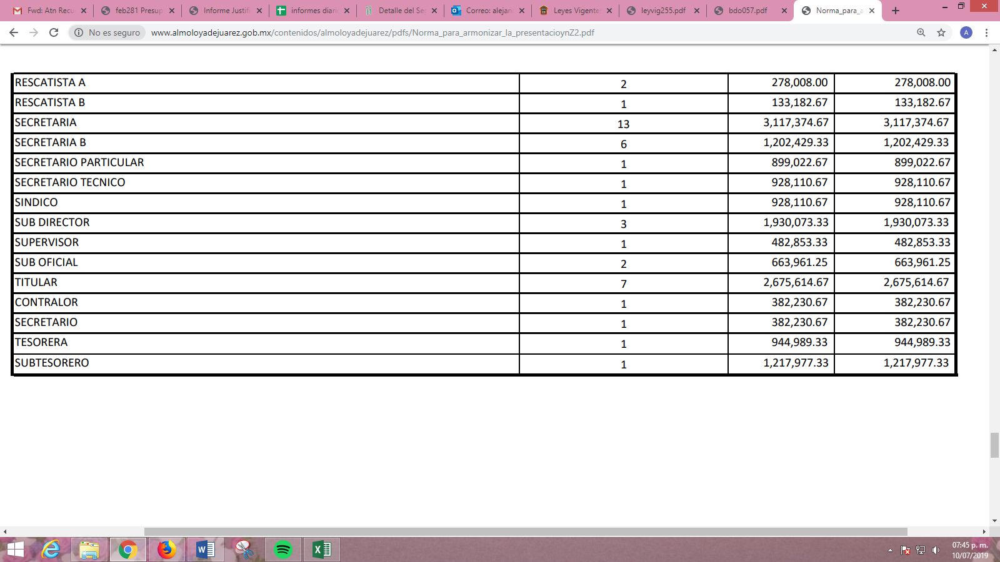 Fwd: Atn Recu
feb281 Presup
Informe Justifi
informes diari
Detalle del Se
Correo: alejan
Leyes Vigente
leyvig255.pdf
bdo057.pdf
Norma_para_a
No es seguro www.almoloyadejuarez.gob.mx/contenidos/almoloyadejuarez/pdfs/Norma_para_armonizar_la_presentacioynZ2.pdf A
RESCATISTA A 2 278,008.00 278,008.00
RESCATISTA B 1 133,182.67 133,182.67
SECRETARIA 13 3,117,374.67 3,117,374.67
SECRETARIA B 6 1,202,429.33 1,202,429.33
SECRETARIO PARTICULAR 1 899,022.67 899,022.67
SECRETARIO TECNICO 1 928,110.67 928,110.67
SINDICO 1 928,110.67 928,110.67
SUB DIRECTOR 3 1,930,073.33 1,930,073.33
SUPERVISOR 1 482,853.33 482,853.33
SUB OFICIAL 2 663,961.25 663,961.25
TITULAR 7 2,675,614.67 2,675,614.67
CONTRALOR 1 382,230.67 382,230.67
SECRETARIO 1 382,230.67 382,230.67
TESORERA 1 944,989.33 944,989.33
SUBTESORERO 1 1,217,977.33 1,217,977.33
07:45 p. m.
10/07/2019